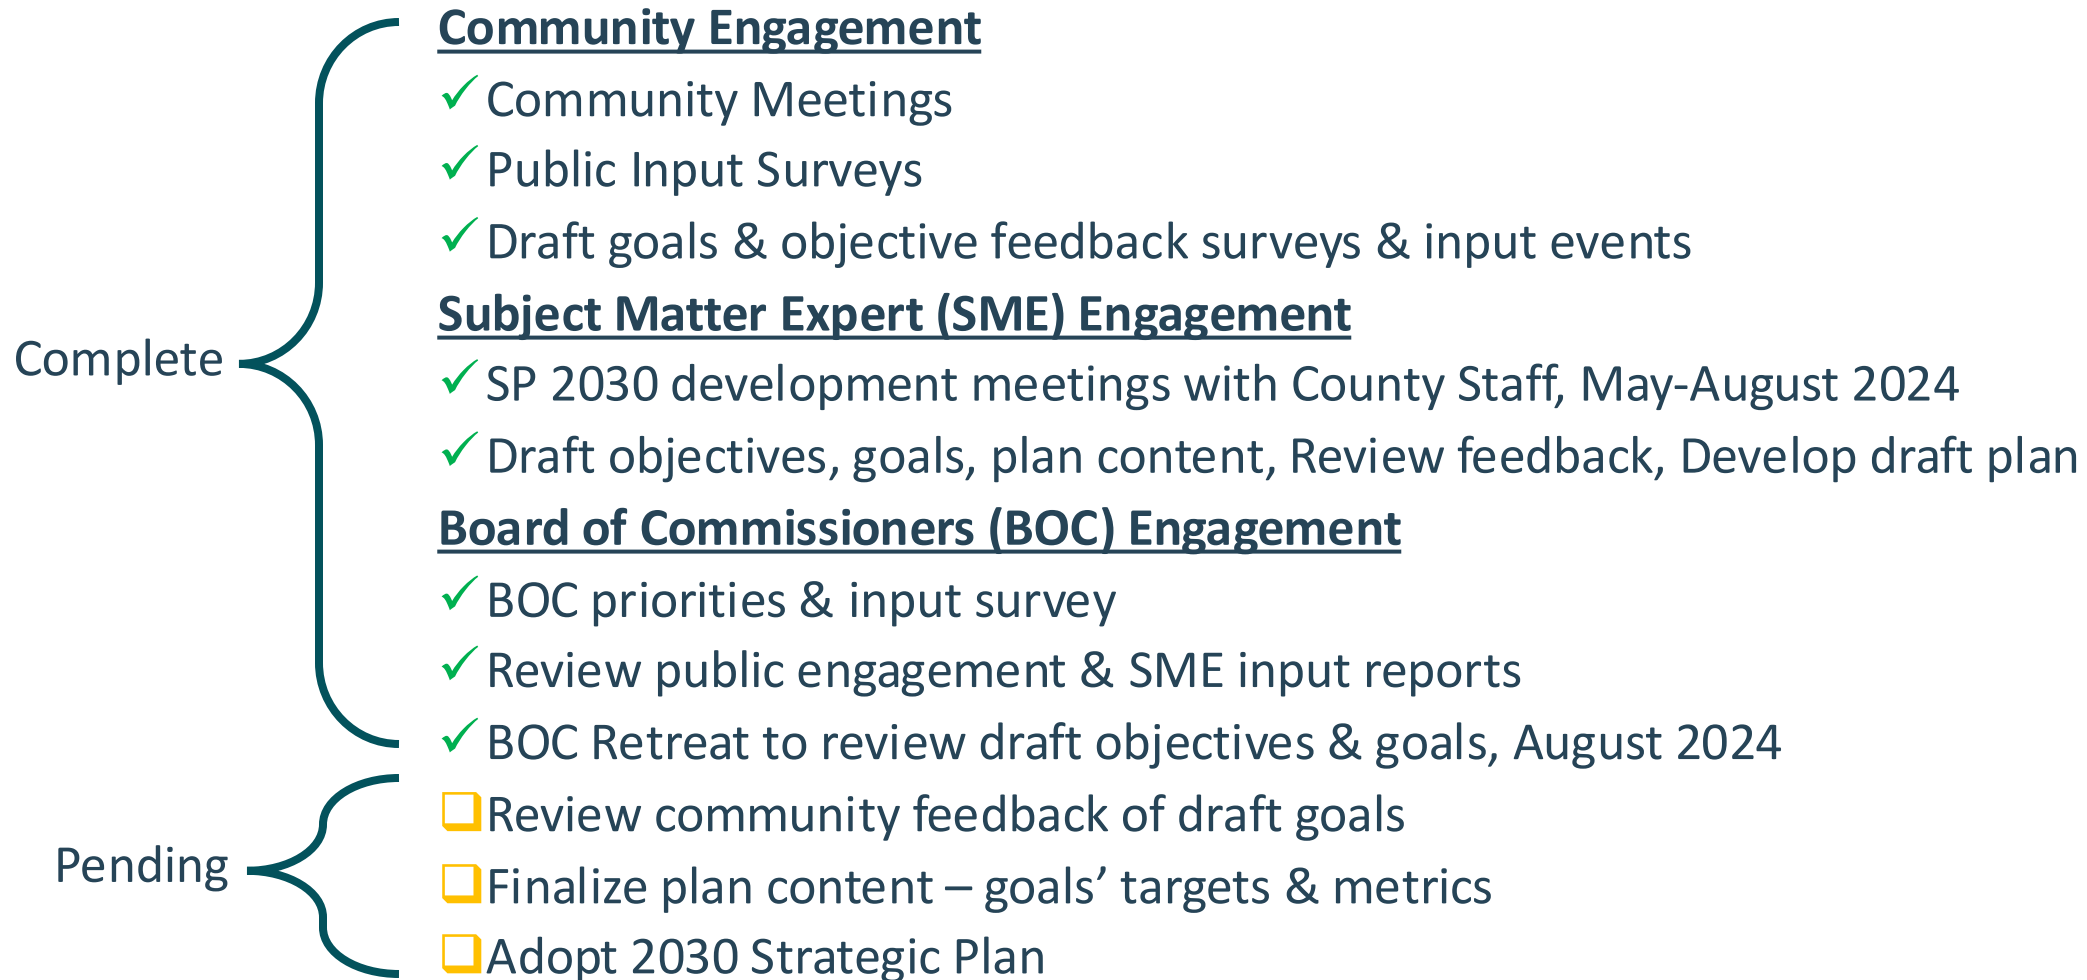 Community Engagement
Community Meetings
Public Input Surveys
Draft goals & objective feedback surveys & input events
Subject Matter Expert (SME) Engagement
Complete
SP 2030 development meetings with County Staff, May-August 2024
Draft objectives, goals, plan content, Review feedback, Develop draft plan
Board of Commissioners (BOC) Engagement
BOC priorities & input survey
Review public engagement & SME input reports
BOC Retreat to review draft objectives & goals, August 2024
Pending
Review community feedback of draft goals
Finalize plan content – goals’ targets & metrics
Adopt 2030 Strategic Plan